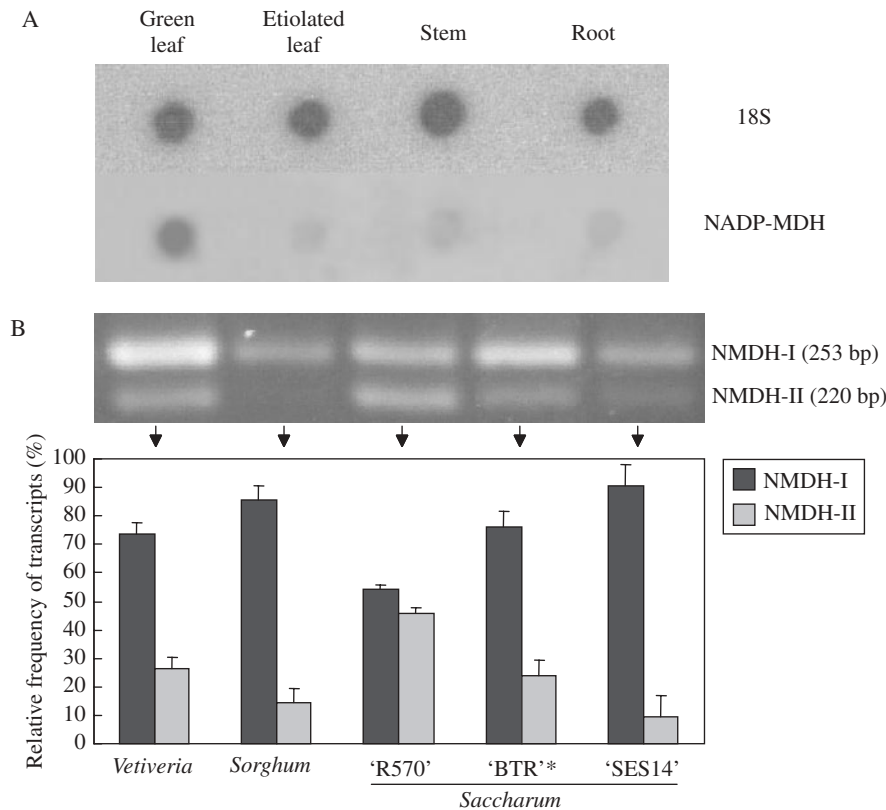 A
Green leaf
Etiolated leaf
Stem
Root
18S
NADP-MDH
B
NMDH-I (253 bp)
NMDH-II (220 bp)
Relative frequency of transcripts (%)
100
90
80
70
60
50
40
30
20
10
0
NMDH-I
NMDH-II
Vetiveria
Sorghum
‘R570’
‘BTR’*
‘SES14’
Saccharum